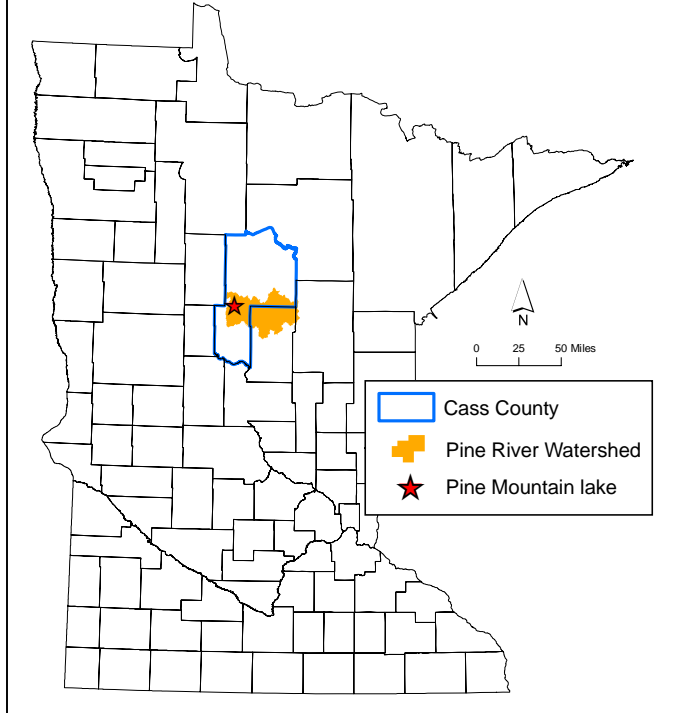 N
0 25 50 Miles
Cass County
Pine River Watershed
Pine Mountain lake